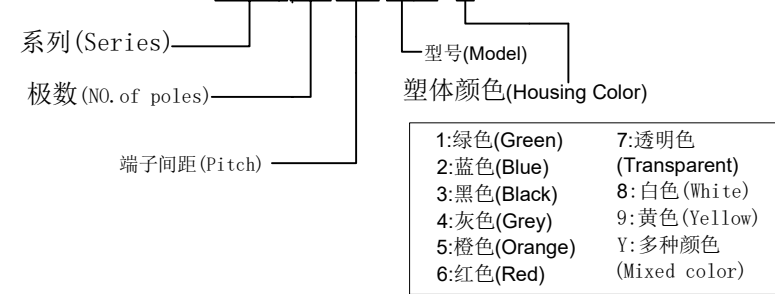 系列(Series)
型号(Model)
极数(NO.of poles)
塑体颜色(Housing Color)
端子间距(Pitch)
1:绿色(Green)
2:蓝色(Blue)
3:黑色(Black)
4:灰色(Grey)
5:橙色(Orange)
6:红色(Red)
7:透明色
(Transparent)
8:白色(White)
9:黄色(Yellow)
Y:多种颜色
(Mixed color)